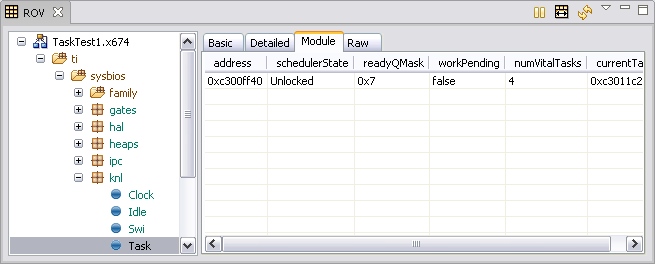 ROV
TaskTest1.x674
ti
sysbios
family
gates
hal
heaps
ipc
knl
Clock
Idle
Swi
Task
Basic Detailed Module Raw
address schedulerState readyQMask workPending numVitalTasks currentTa
0xc300ff40 Unlocked 0x7 false 4 0xc3011c2